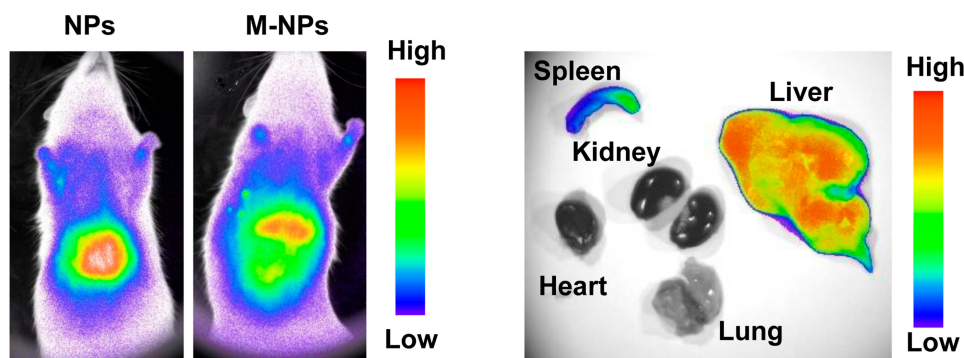 NPs
M-NPs
High
Low
Spleen
Liver
Kidney
Heart
Lung
High
Low